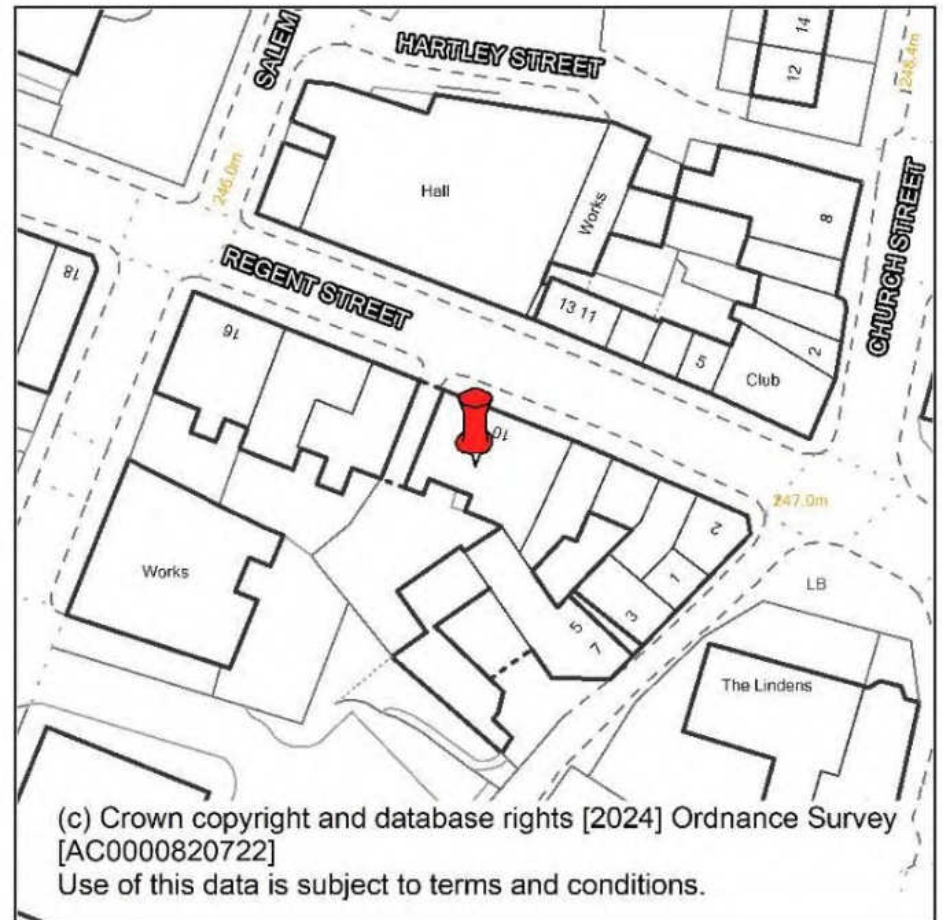 SALEM
HARTLEY STREET
14
12
248.4m
246.0m
Hall
Works
8
CHURCH STREET
18
REGENT STREET
13 11
16
5
2
Club
10
2
247.0m
Works
1
LB
3
5
7
The Lindens
(c) Crown copyright and database rights [2024] Ordnance Survey
[AC0000820722]
Use of this data is subject to terms and conditions.